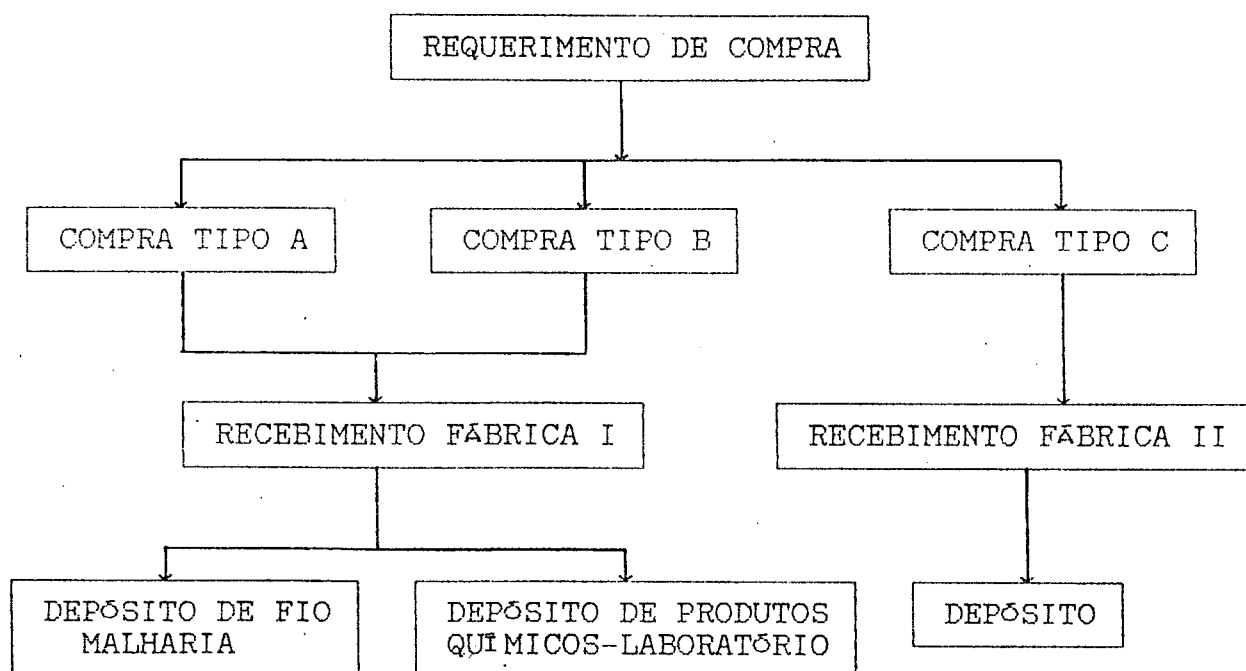 REQUERIMENTO DE COMPRA
COMPRA TIPO A
COMPRA TIPO B
COMPRA TIPO C
RECEBIMENTO FÁBRICA I
RECEBIMENTO FÁBRICA II
DEPÓSITO DE FIO
MALHARIA
DEPÓSITO DE PRODUTOS
QUÍMICOS-LABORATÓRIO
DEPÓSITO